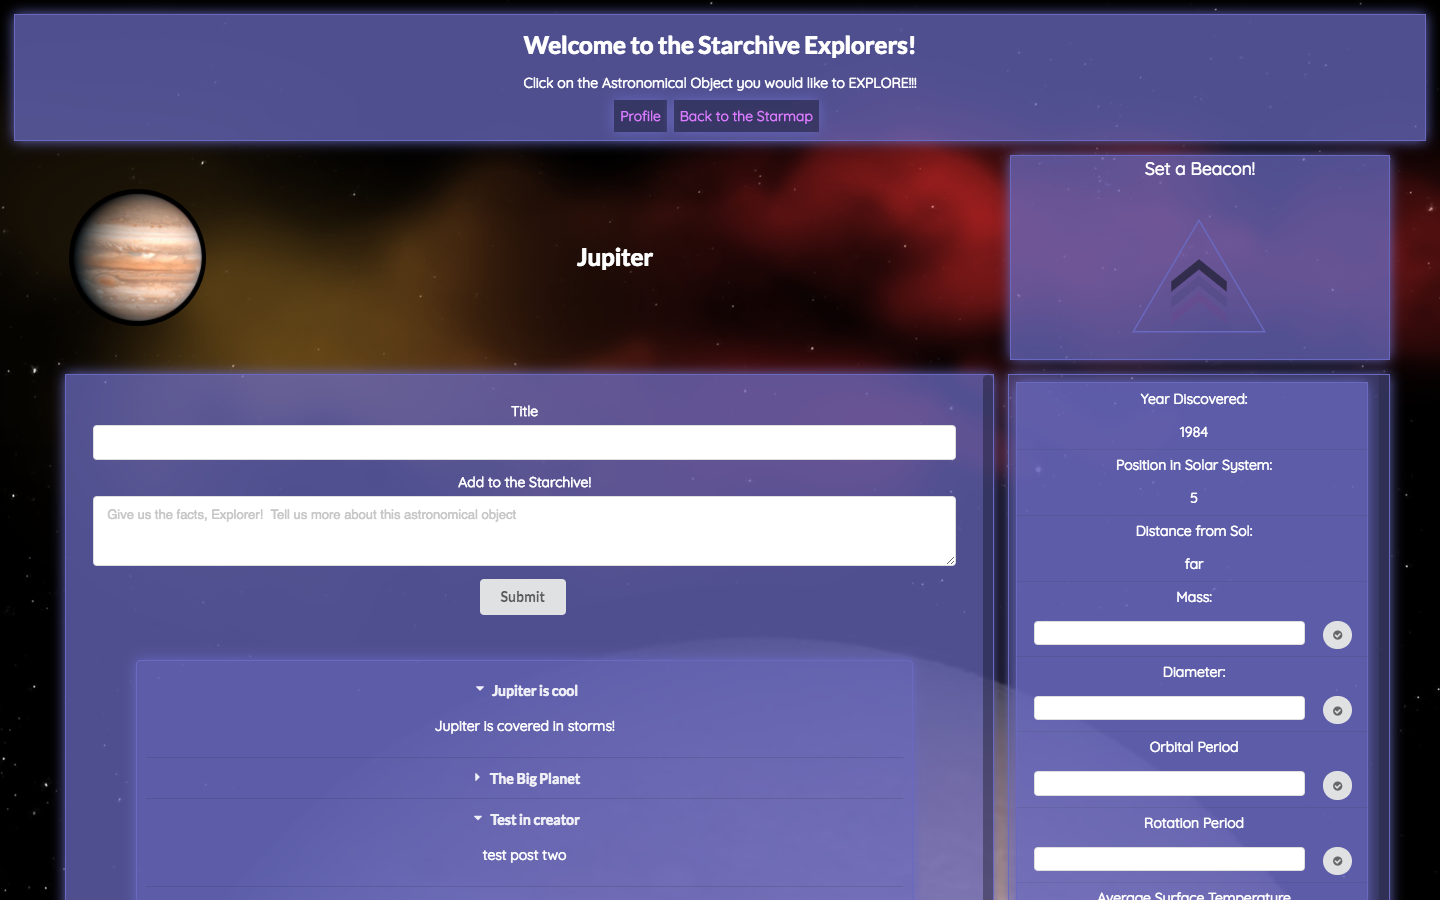 Welcome to the Starchive Explorers!
Click on the Astronomical Object you would like to EXPLORE!!!
Profile
Back to the Starmap
Jupiter
Set a Beacon!
Title
Add to the Starchive!
Give us the facts, Explorer!  Tell us more about this astronomical object
Submit
Jupiter is cool
Jupiter is covered in storms!
The Big Planet
Test in creator
test post two
Year Discovered:
1984
Position in Solar System:
5
Distance from Sol:
far
Mass:
Diameter:
Orbital Period
Rotation Period
Average Surface Temperature